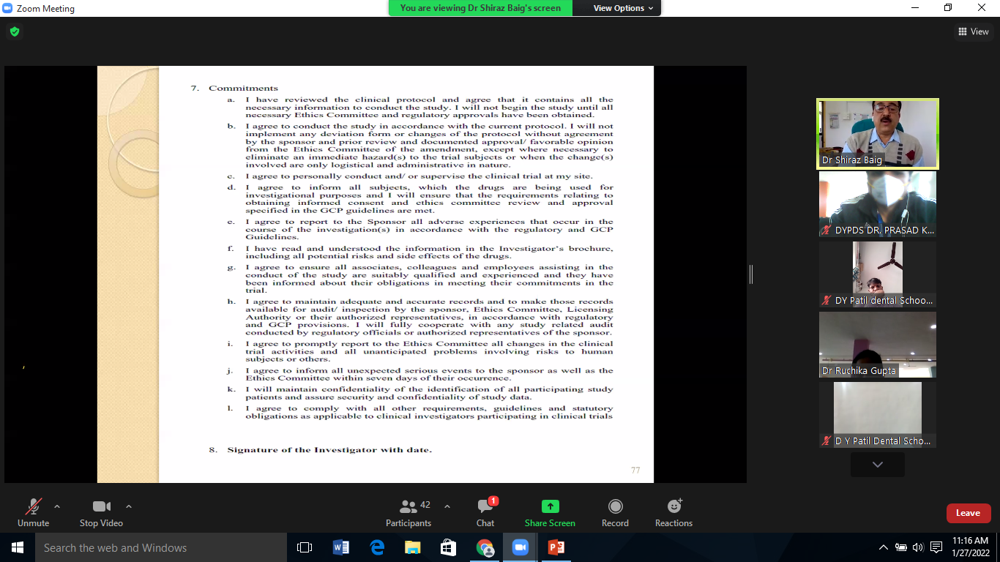 Zoom Meeting
You are viewing Dr Shiraz Baig's screen
View Options
View
7. Commitments
a. I have reviewed the clinical protocol and agree that it contains all the
necessary information to conduct the study. I will not begin the study until all
necessary Ethics Committee and regulatory approvals have been obtained.
b. I agree to conduct the study in accordance with the current protocol. I will not
implement any deviation form or changes of the protocol without agreement
by the sponsor and prior review and documented approval/ favorable opinion
from the Ethics Committee of the amendment, except where necessary to
eliminate an immediate hazard(s) to the trial subjects or when the change(s)
involved are only logistical and administrative in nature.
c. I agree to personally conduct and/ or supervise the clinical trial at my site.
d. I agree to inform all subjects, which the drugs are being used for
investigational purposes and I will ensure that the requirements relating to
obtaining informed consent and ethics committee review and approval
specified in the GCP guidelines are met.
e. I agree to report to the Sponsor all adverse experiences that occur in the
course of the investigation(s) in accordance with the regulatory and GCP
Guidelines.
f. I have read and understood the information in the Investigator's brochure,
including all potential risks and side effects of the drugs.
g. I agree to ensure all associates, colleagues and employees assisting in the
conduct of the study are suitably qualified and experienced and they have
been informed about their obligations in meeting their commitments in the
trial.
h. I agree to maintain adequate and accurate records and to make those records
available for audit/ inspection by the sponsor, Ethics Committee, Licensing
Authority or their authorized representatives, in accordance with regulatory
and GCP provisions. I will fully cooperate with any study related audit
conducted by regulatory officials or authorized representatives of the sponsor.
i. I agree to promptly report to the Ethics Committee all changes in the clinical
trial activities and all unanticipated problems involving risks to human
subjects or others.
j. I agree to inform all unexpected serious events to the sponsor as well as the
Ethics Committee within seven days of their occurrence.
k. I will maintain confidentiality of the identification of all participating study
patients and assure security and confidentiality of study data.
l. I agree to comply with all other requirements, guidelines and statutory
obligations as applicable to clinical investigators participating in clinical trials
8. Signature of the Investigator with date.
77
Dr Shiraz Baig
DYPDS DR. PRASAD K...
DY Patil dental Schoo...
Dr Ruchika Gupta
D Y Patil Dental Scho...
Unmute
Stop Video
42
Participants
1
Chat
Share Screen
Record
Reactions
Leave
Search the web and Windows
11:16 AM
1/27/2022